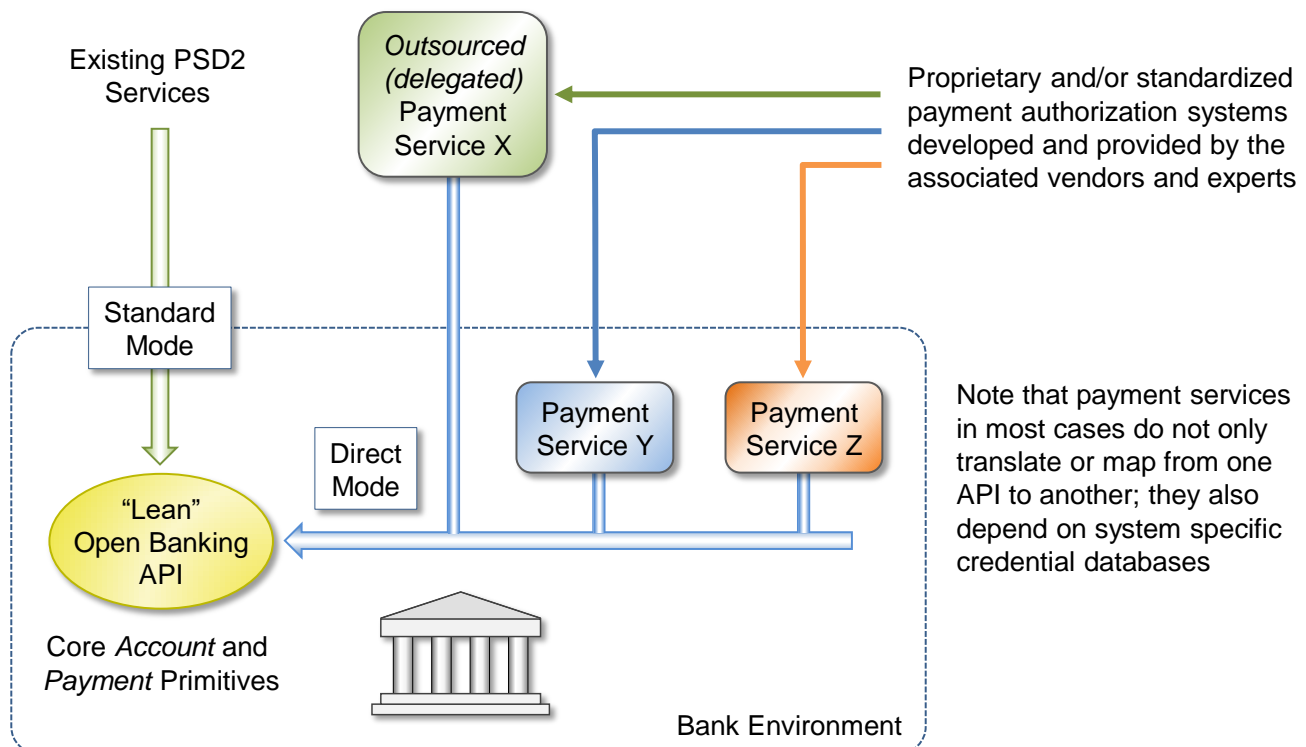 Existing PSD2
Services
Outsourced
(delegated)
Payment
Service X
Proprietary and/or standardized
payment authorization systems
developed and provided by the
associated vendors and experts
Standard
Mode
Direct
Mode
Payment
Service Y
Payment
Service Z
Note that payment services
in most cases do not only
translate or map from one
API to another; they also
depend on system specific
credential databases
“Lean”
Open Banking
API
Core Account and
Payment Primitives
Bank Environment